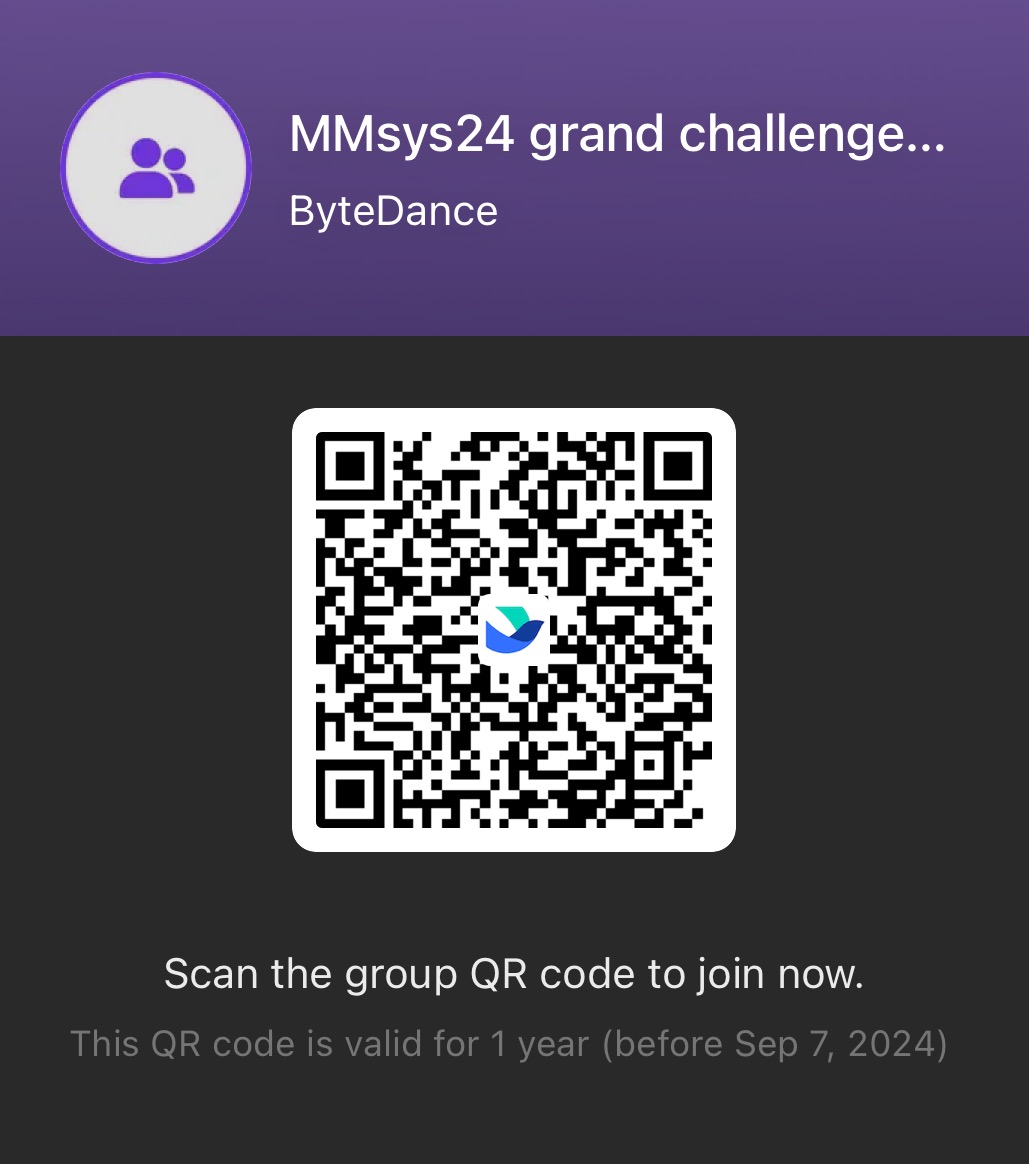 MMsys24 grand challenge...
ByteDance
Scan the group QR code to join now.
This QR code is valid for 1 year (before Sep 7, 2024)